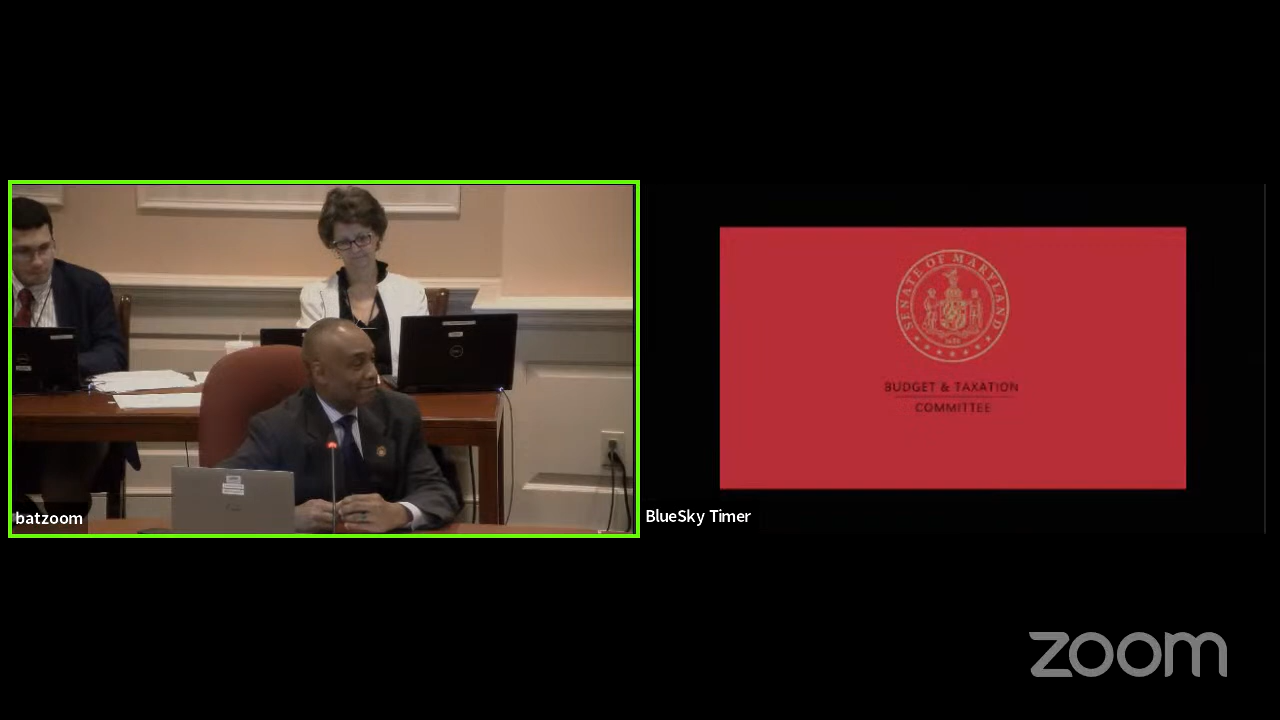 SENATE OF MARYLAND
BUDGET & TAXATION
COMMITTEE
batzoom
BlueSky Timer
zoom